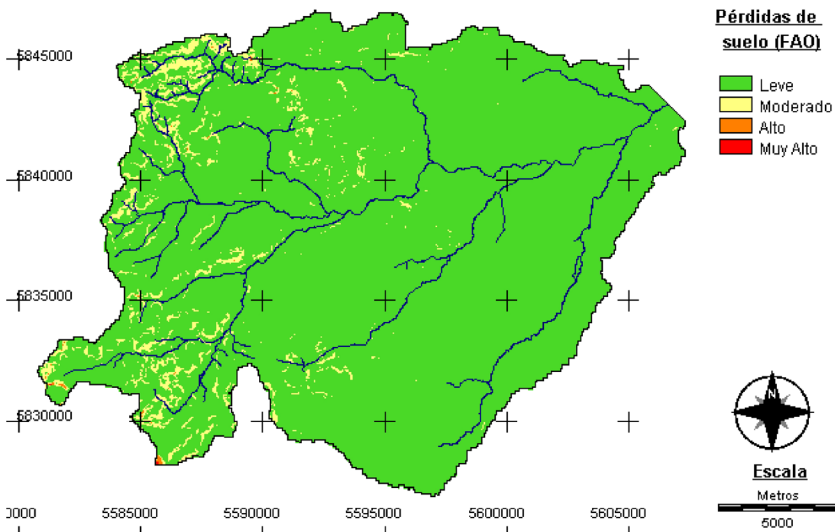 Pérdidas de
suelo (FAO)
Leve
Moderado
Alto
Muy Alto
5845000
5840000
5835000
5830000
5585000
5590000
5595000
5600000
5605000
Escala
Metros
5000